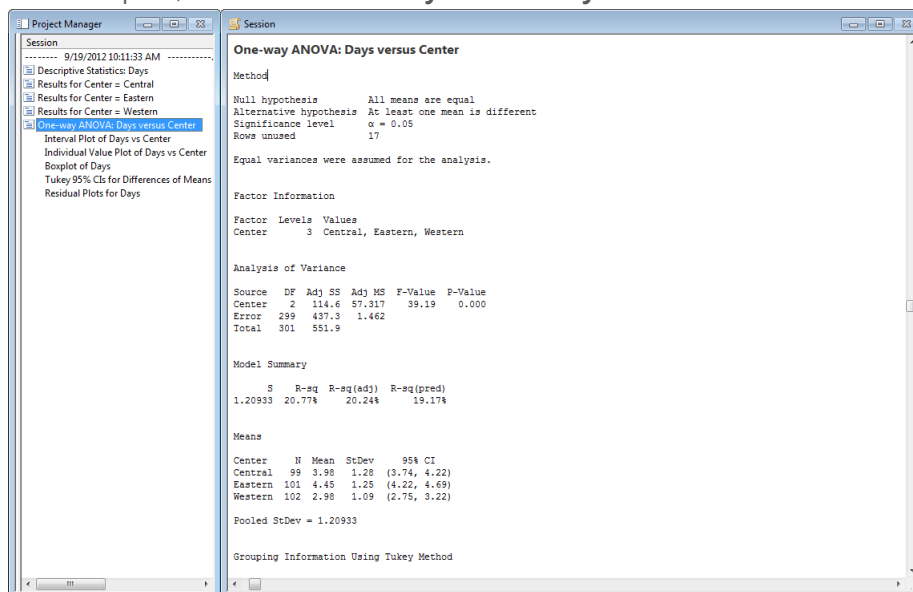 Project Manager
Session
-------- 9/19/2012 10:11:33 AM ----------
Descriptive Statistics: Days
Results for Center = Central
Results for Center = Eastern
Results for Center = Western
One-way ANOVA: Days versus Center
Interval Plot of Days vs Center
Individual Value Plot of Days vs Center
Boxplot of Days
Tukey 95% CIs for Differences of Means
Residual Plots for Days
Session
One-way ANOVA: Days versus Center
Method
Null hypothesis All means are equal
Alternative hypothesis At least one mean is different
Significance level α = 0.05
Rows unused 17
Equal variances were assumed for the analysis.
Factor Information
Factor Levels Values
Center 3 Central, Eastern, Western
Analysis of Variance
Source DF Adj SS Adj MS F-Value P-Value
Center 2 114.6 57.317 39.19 0.000
Error 299 437.3 1.462
Total 301 551.9
Model Summary
S R-sq R-sq(adj) R-sq(pred)
1.20933 20.77% 20.24% 19.17%
Means
Center N Mean StDev 95% CI
Central 99 3.98 1.28 (3.74, 4.22)
Eastern 101 4.45 1.25 (4.22, 4.69)
Western 102 2.98 1.09 (2.75, 3.22)
Pooled StDev = 1.20933
Grouping Information Using Tukey Method